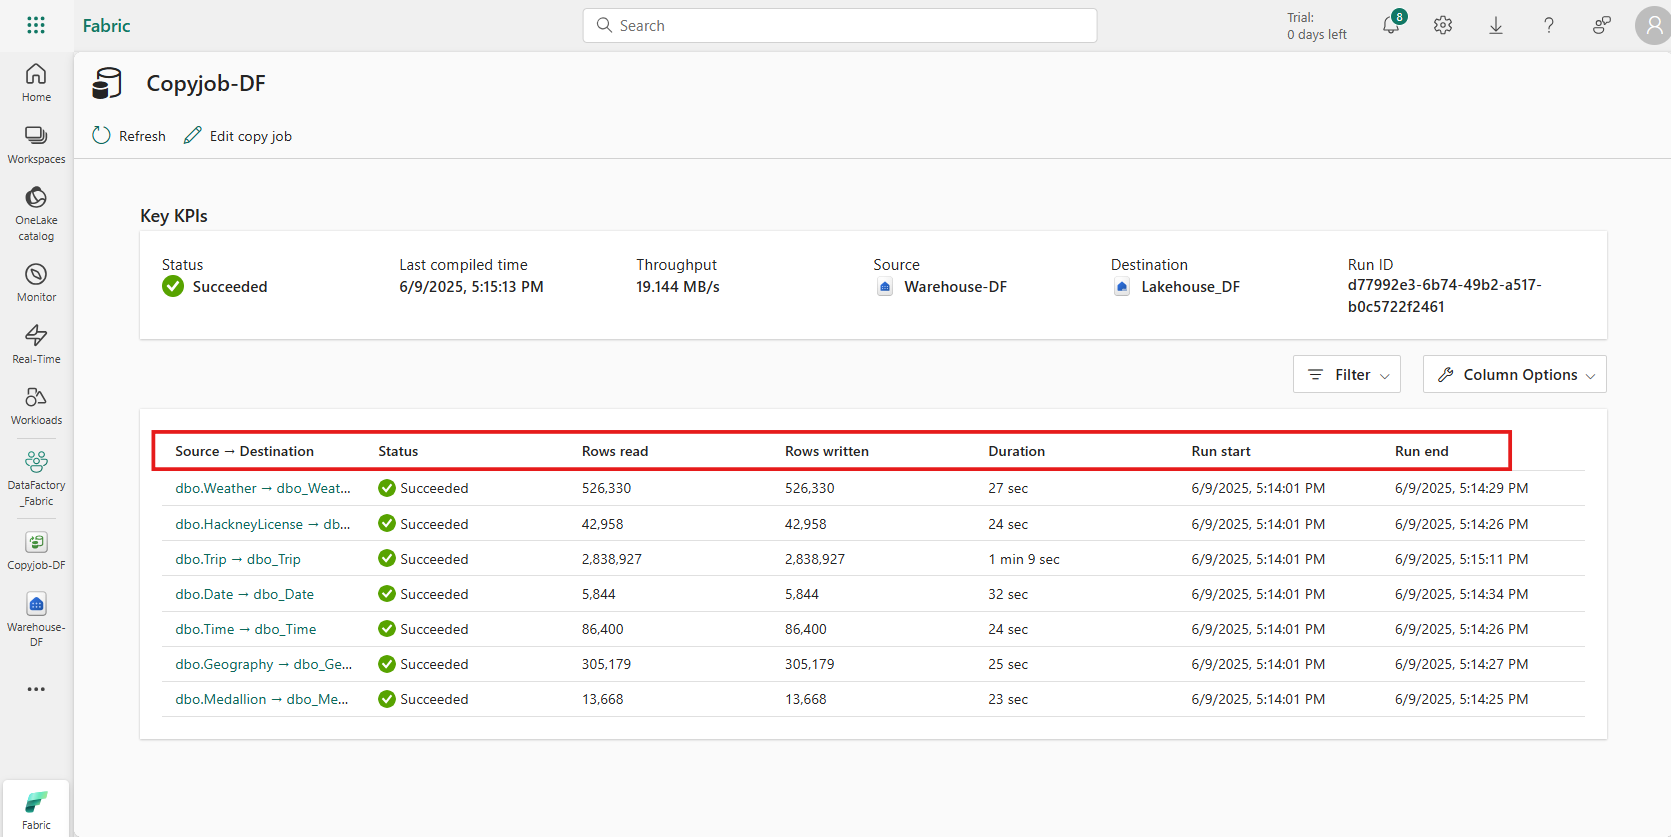 Fabric
Search
Trial:
0 days left
8
Home
Workspaces
OneLake
catalog
Monitor
Real-Time
Workloads
DataFactory
_Fabric
Copyjob-DF
Warehouse-
DF
Fabric
Copyjob-DF
Refresh
Edit copy job
Key KPIs
Status
Succeeded
Last compiled time
6/9/2025, 5:15:13 PM
Throughput
19.144 MB/s
Source
Warehouse-DF
Destination
Lakehouse_DF
Run ID
d77992e3-6b74-49b2-a517-
b0c5722f2461
Filter
Column Options
Source → Destination Status Rows read Rows written Duration Run start Run end
dbo.Weather → dbo_Weat... Succeeded 526,330 526,330 27 sec 6/9/2025, 5:14:01 PM 6/9/2025, 5:14:29 PM
dbo.HackneyLicense → db... Succeeded 42,958 42,958 24 sec 6/9/2025, 5:14:01 PM 6/9/2025, 5:14:26 PM
dbo.Trip → dbo_Trip Succeeded 2,838,927 2,838,927 1 min 9 sec 6/9/2025, 5:14:01 PM 6/9/2025, 5:15:11 PM
dbo.Date → dbo_Date Succeeded 5,844 5,844 32 sec 6/9/2025, 5:14:01 PM 6/9/2025, 5:14:34 PM
dbo.Time → dbo_Time Succeeded 86,400 86,400 24 sec 6/9/2025, 5:14:01 PM 6/9/2025, 5:14:26 PM
dbo.Geography → dbo_Ge... Succeeded 305,179 305,179 25 sec 6/9/2025, 5:14:01 PM 6/9/2025, 5:14:27 PM
dbo.Medallion → dbo_Me... Succeeded 13,668 13,668 23 sec 6/9/2025, 5:14:01 PM 6/9/2025, 5:14:25 PM